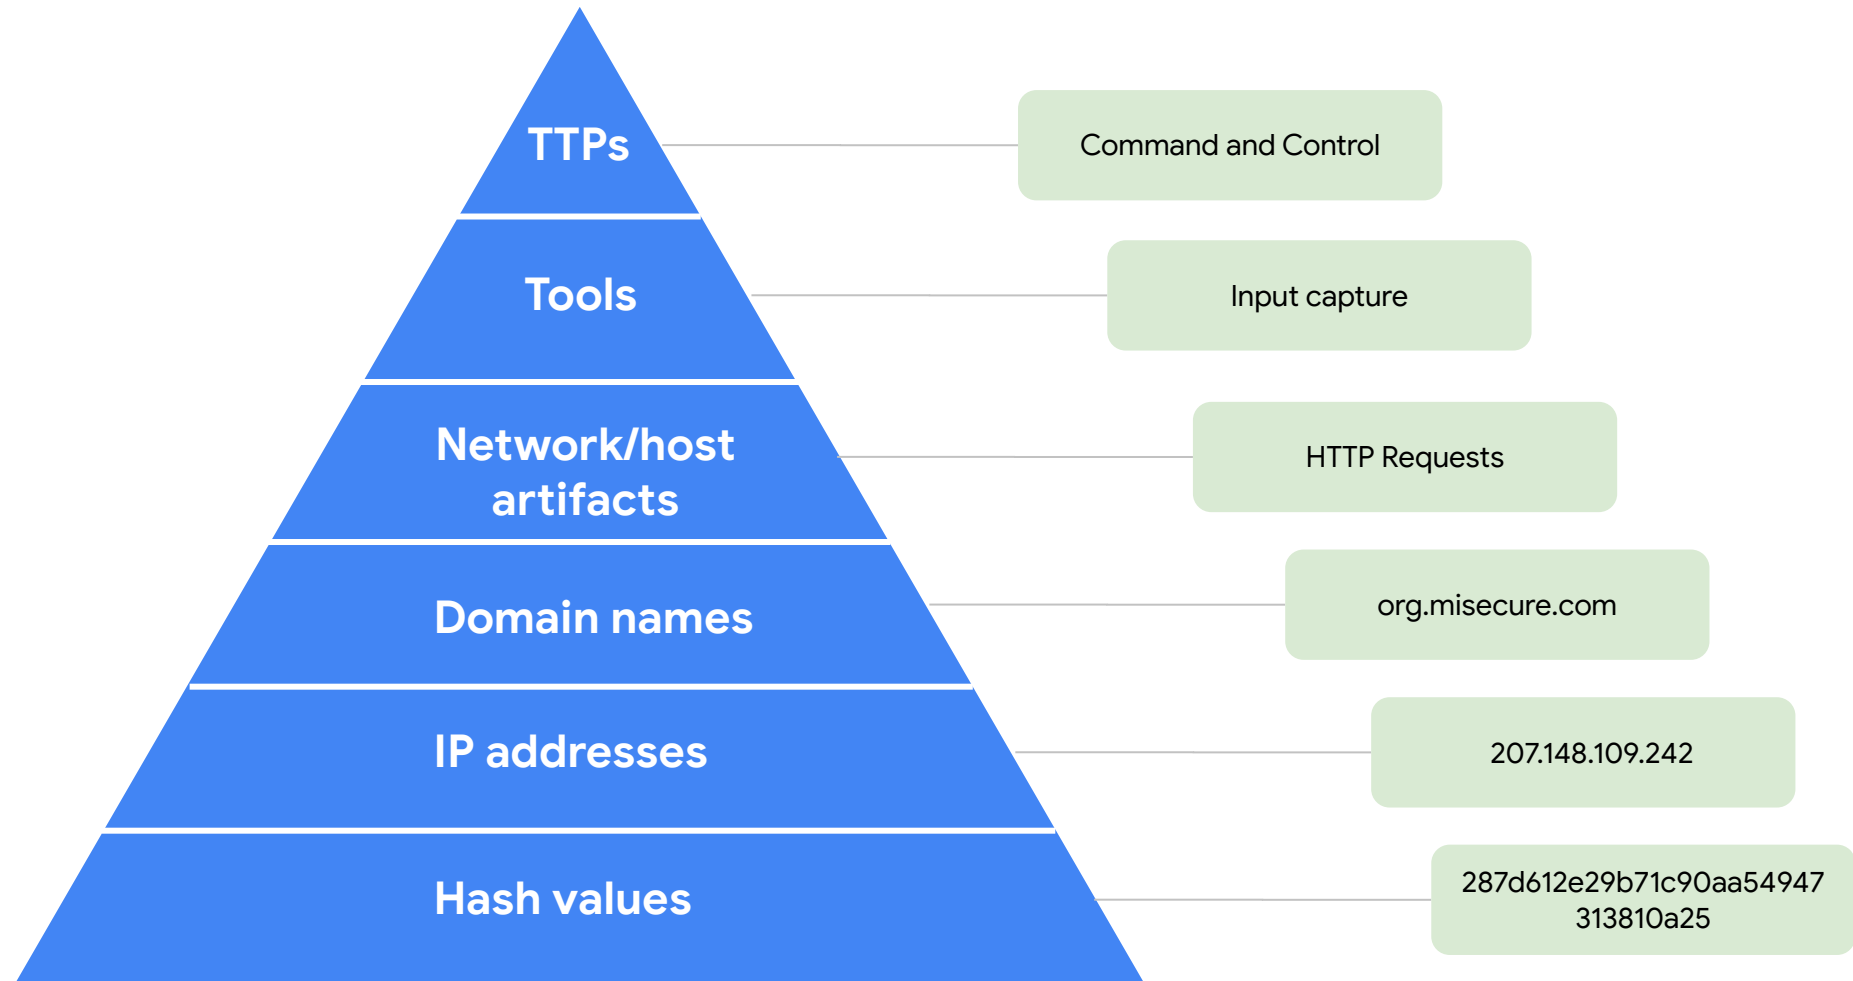 TTPs
Command and Control
Tools
Input capture
Network/host
artifacts
HTTP Requests
Domain names
org.misecure.com
IP addresses
207.148.109.242
Hash values
287d612e29b71c90aa54947
313810a25